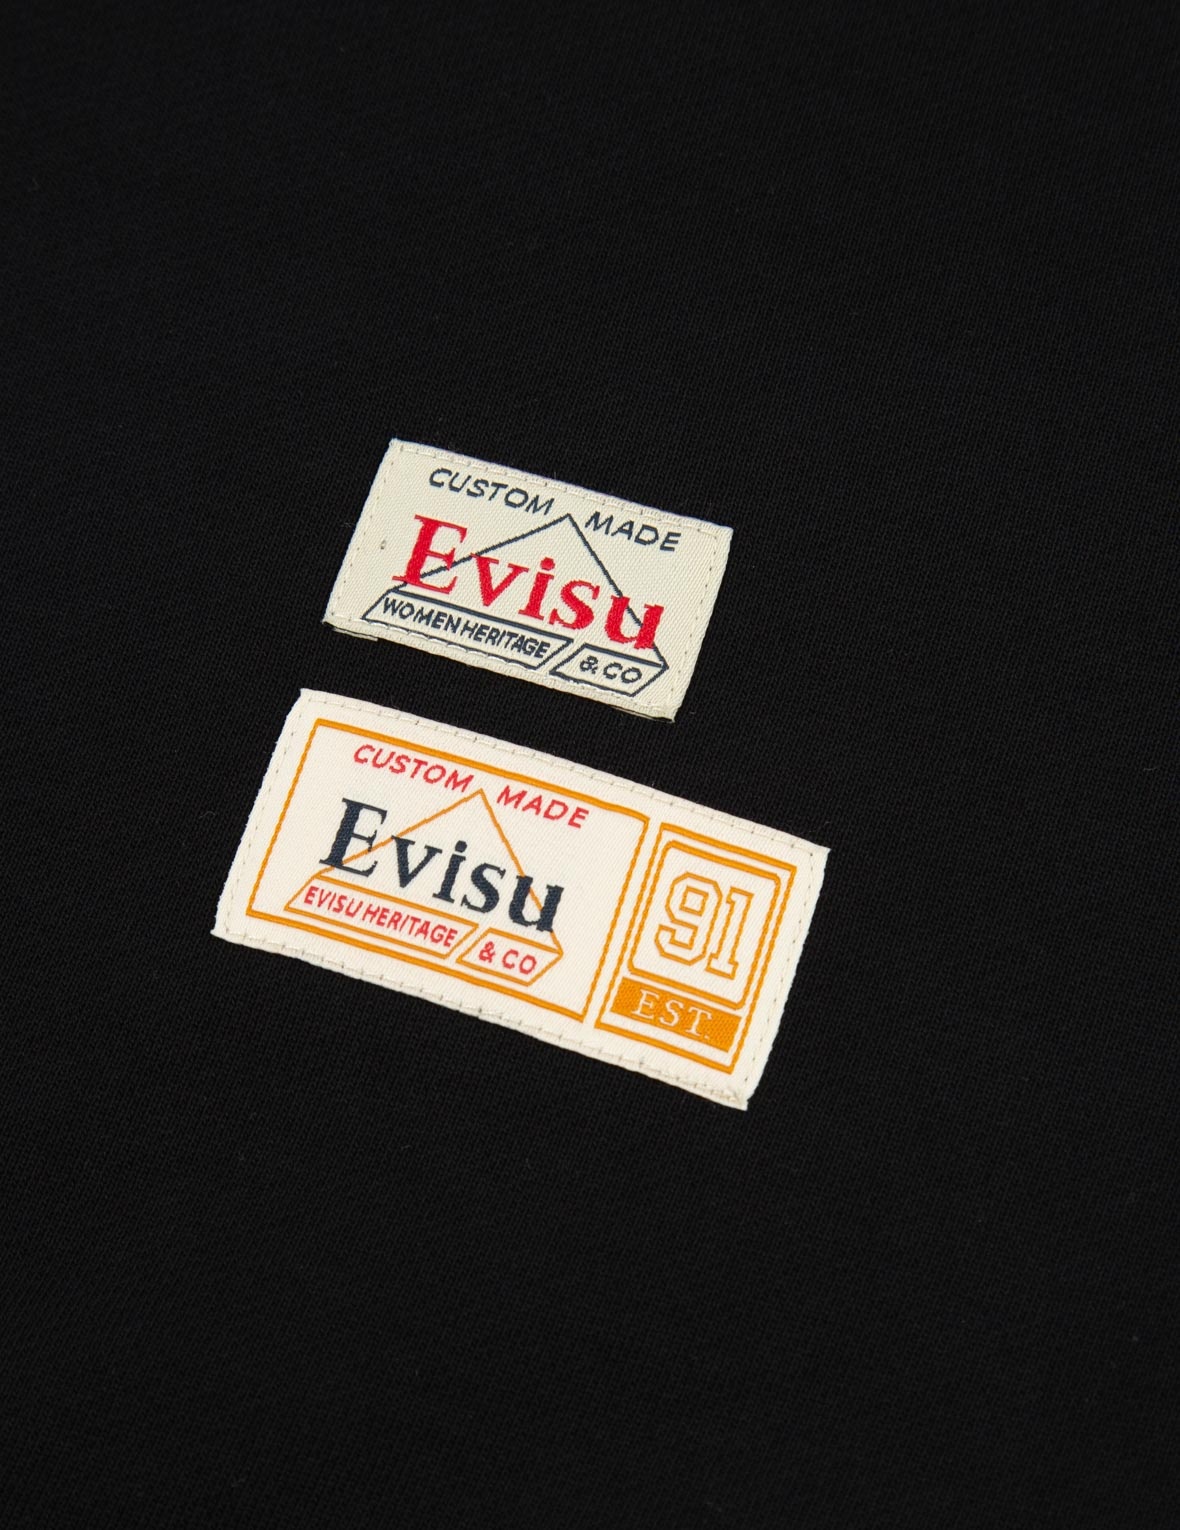 CUSTOM MADE
Evisu
WOMEN HERITAGE & CO
CUSTOM MADE
Evisu
EVISU HERITAGE & CO
91
EST.